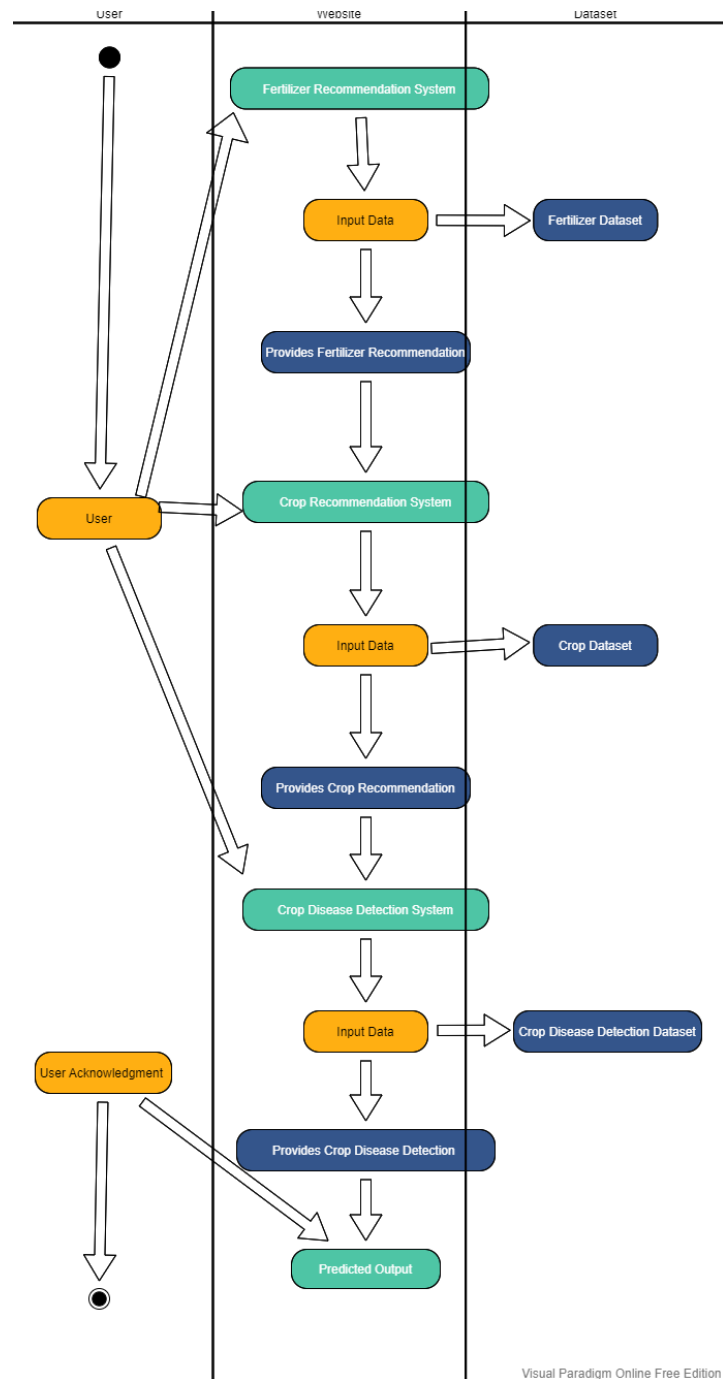 User
Website
Dataset
Fertilizer Recommendation System
Input Data
Fertilizer Dataset
Provides Fertilizer Recommendation
User
Crop Recommendation System
Input Data
Crop Dataset
Provides Crop Recommendation
Crop Disease Detection System
Input Data
Crop Disease Detection Dataset
User Acknowledgment
Provides Crop Disease Detection
Predicted Output
Visual Paradigm Online Free Edition